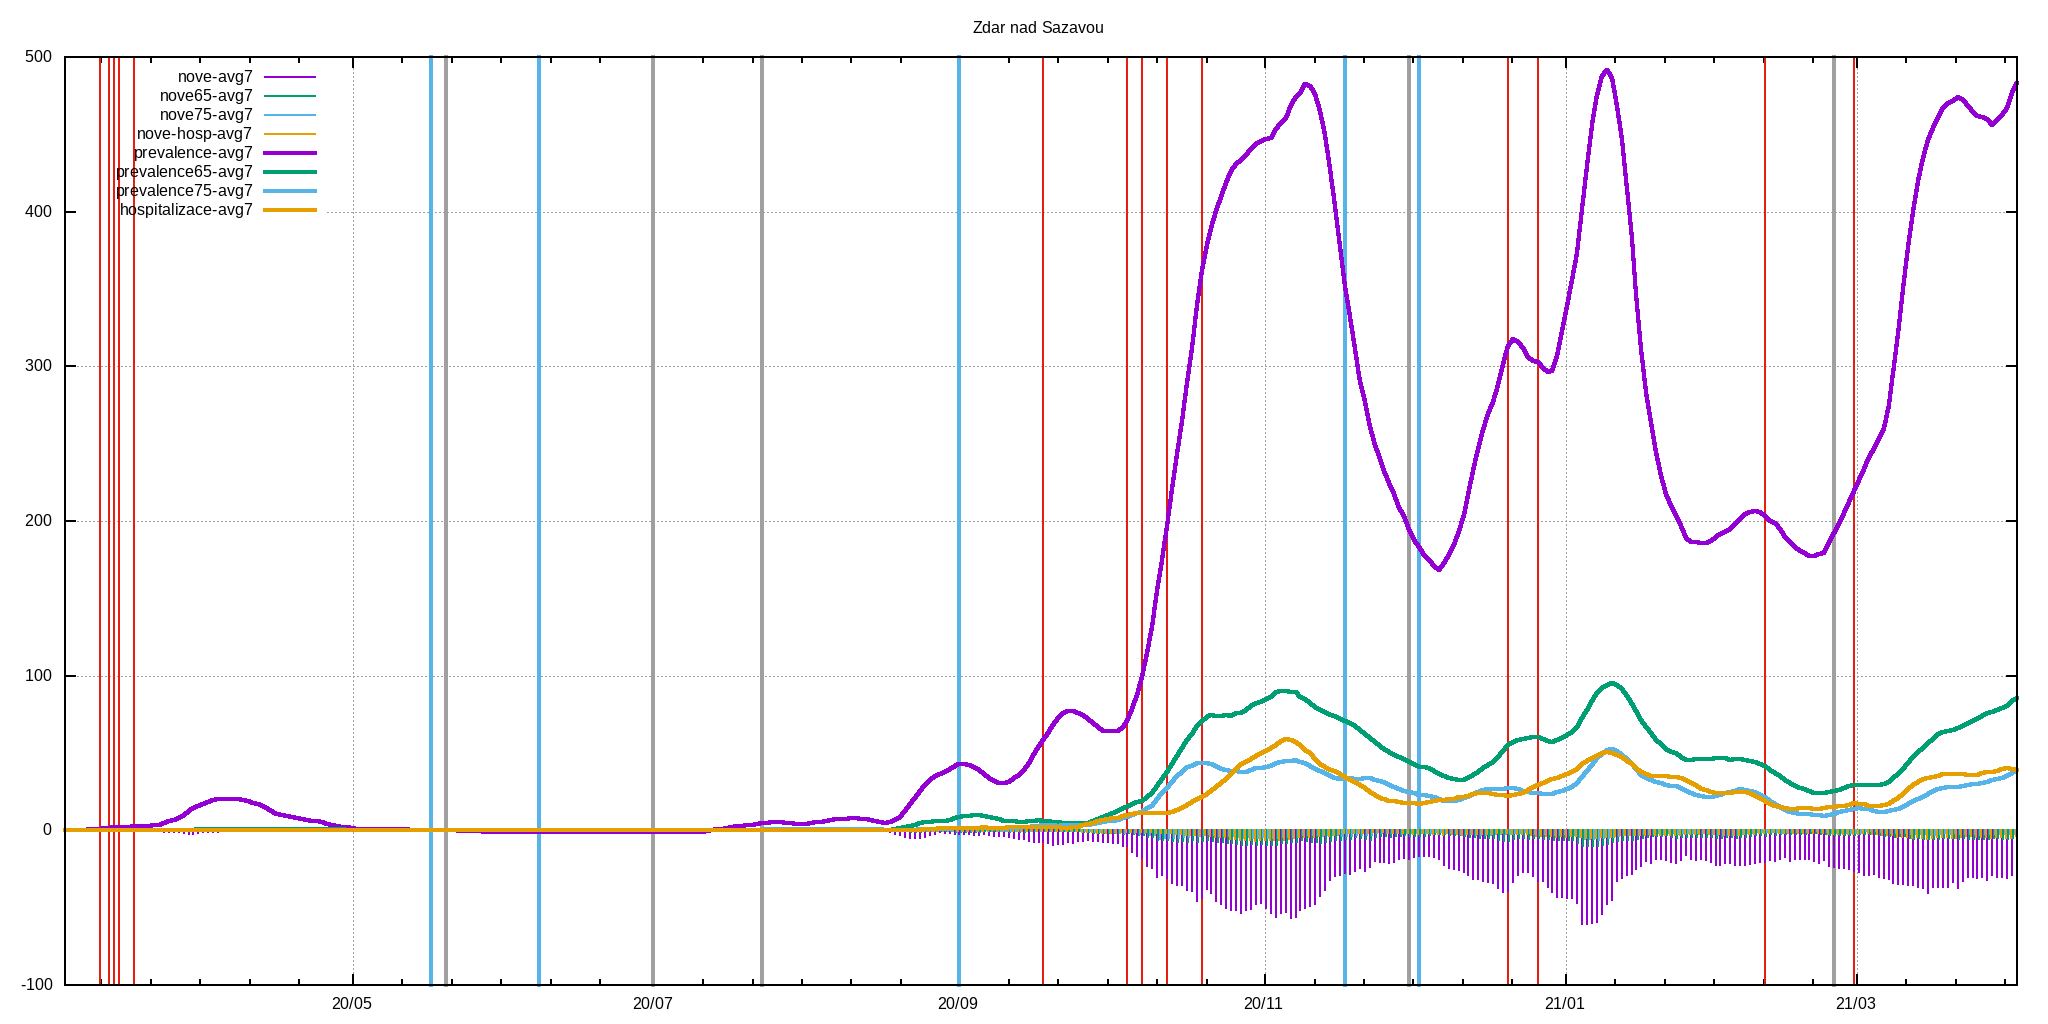 Zdar nad Sazavou
500
nove-avg7
nove65-avg7
nove75-avg7
nove-hosp-avg7
prevalence-avg7
prevalence65-avg7
prevalence75-avg7
hospitalizace-avg7
400
300
200
100
0
-100
20/05 20/07 20/09 20/11 21/01 21/03